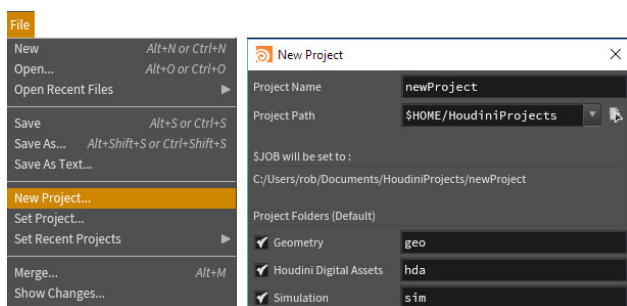 File
New Alt+N or Ctrl+N
Open... Alt+O or Ctrl+O
Open Recent Files
Save Alt+S or Ctrl+S
Save As... Alt+Shift+S or Ctrl+Shift+S
Save As Text...
New Project...
Set Project...
Set Recent Projects
Merge... Alt+M
Show Changes...
New Project
Project Name newProject
Project Path $HOME/HoudiniProjects
$JOB will be set to :
C:/Users/rob/Documents/HoudiniProjects/newProject
Project Folders (Default)
Geometry geo
Houdini Digital Assets hda
Simulation sim